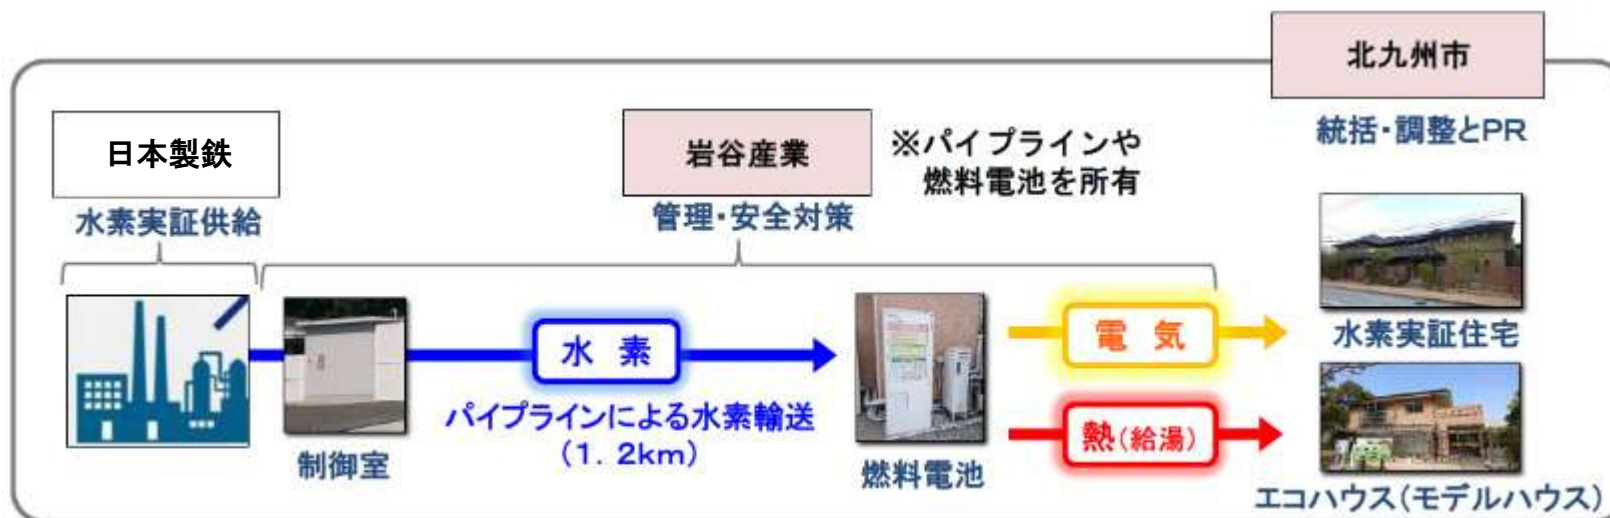 北九州市
統括・調整とPR
日本製鉄
水素実証供給
岩谷産業
管理・安全対策
※パイプラインや
燃料電池を所有
水 素
パイプラインによる水素輸送
(1. 2km)
制御室
燃料電池
電 気
熱(給湯)
水素実証住宅
エコハウス(モデルハウス)